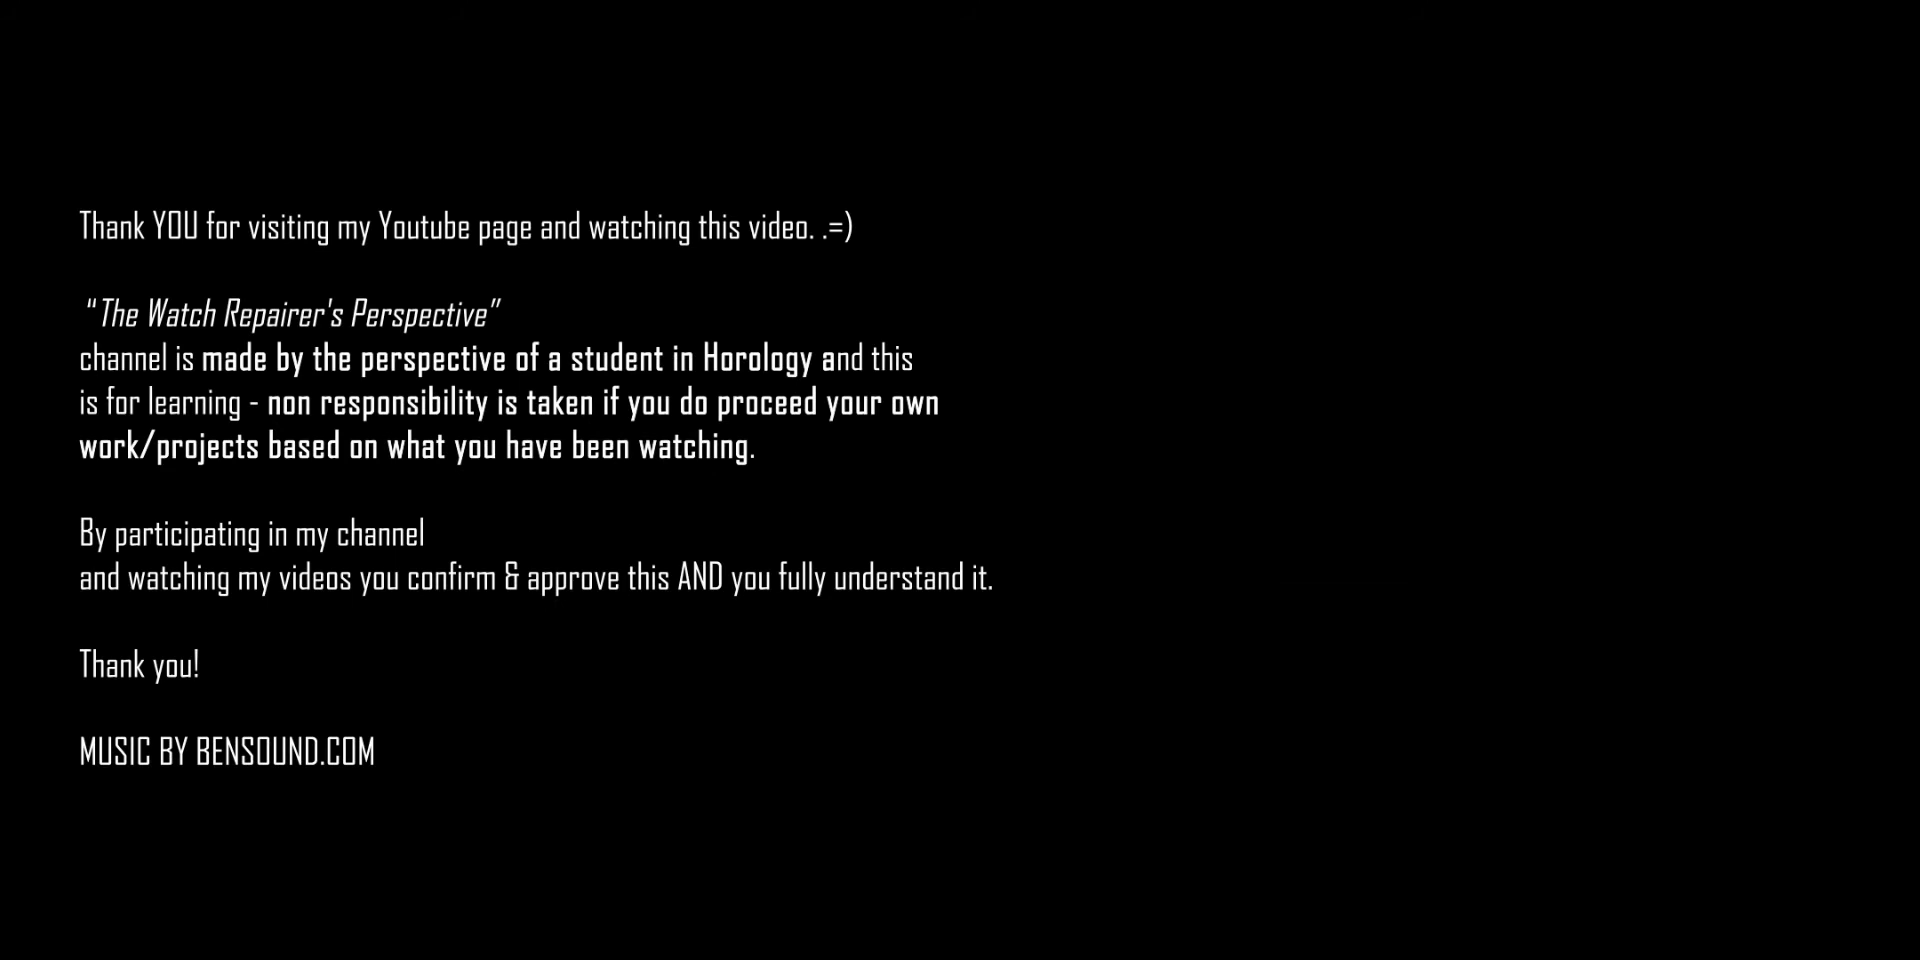 Thank YOU for visiting my Youtube page and watching this video. .=)
“The Watch Repairer's Perspective”
channel is made by the perspective of a student in Horology and this
is for learning - non responsibility is taken if you do proceed your own
work/projects based on what you have been watching.
By participating in my channel
and watching my videos you confirm & approve this AND you fully understand it.
Thank you!
MUSIC BY BENSOUND.COM